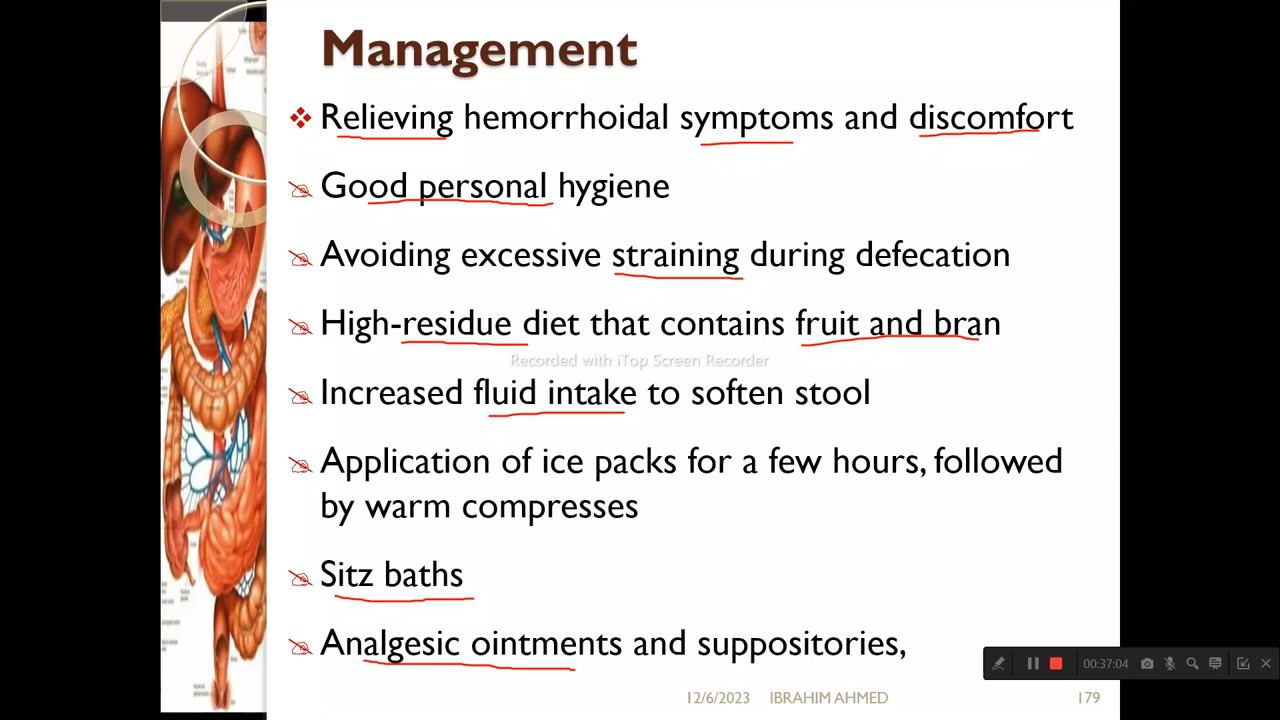 Management
Relieving hemorrhoidal symptoms and discomfort
Good personal hygiene
Avoiding excessive straining during defecation
High-residue diet that contains fruit and bran
Recorded with iTop Screen Recorder
Increased fluid intake to soften stool
Application of ice packs for a few hours, followed
by warm compresses
Sitz baths
Analgesic ointments and suppositories,
00:37:04
12/6/2023 IBRAHIM AHMED 179